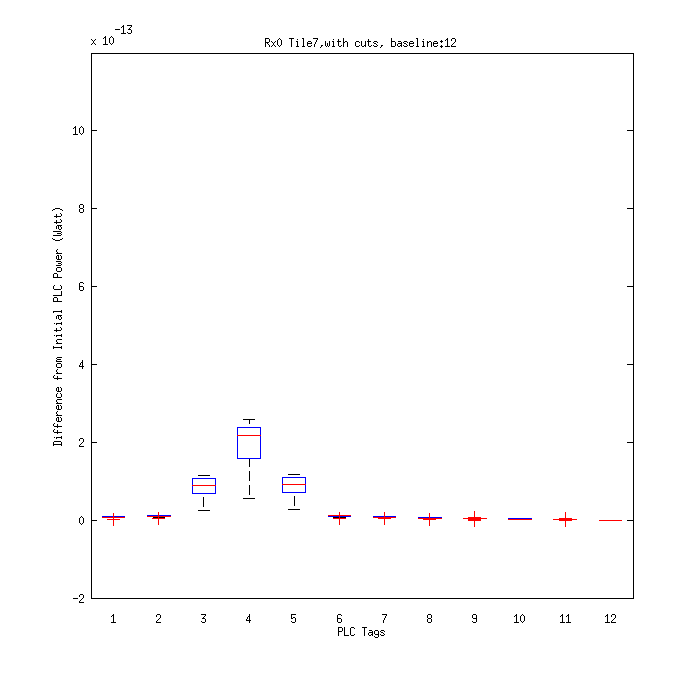 x 10-13
Rx0 Tile7,with cuts, baseline:12
Difference from Initial PLC Power (Watt)
10
8
6
4
2
0
-2
1 2 3 4 5 6 7 8 9 10 11 12
PLC Tags